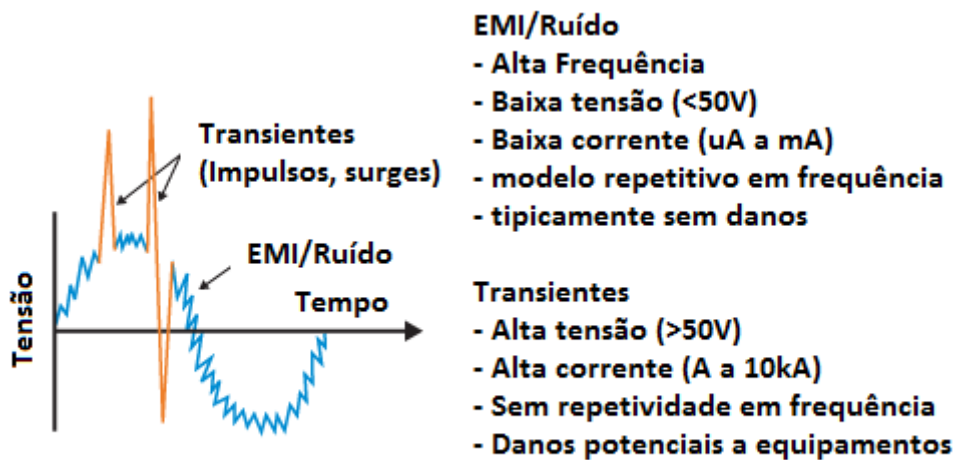 Tensão
Transientes
(Impulsos, surges)
EMI/Ruído
Tempo
EMI/Ruído
- Alta Frequência
- Baixa tensão (<50V)
- Baixa corrente (uA a mA)
- modelo repetitivo em frequência
- tipicamente sem danos
Transientes
- Alta tensão (>50V)
- Alta corrente (A a 10kA)
- Sem repetividade em frequência
- Danos potenciais a equipamentos